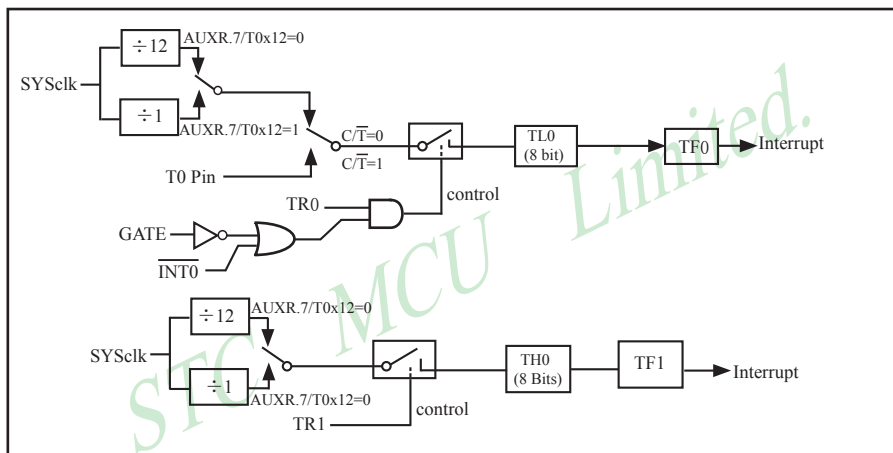 ÷12
AUXR.7/T0x12=0
SYSclk
÷1
AUXR.7/T0x12=1
C/T̅=0
C/T̅=1
T0 Pin
TL0
(8 bit)
TF0
Interrupt
control
TR0
GATE
I̅N̅T̅0̅
÷12
AUXR.7/T0x12=0
SYSclk
÷1
AUXR.7/T0x12=0
TH0
(8 Bits)
TF1
Interrupt
control
TR1
STC MCU Limited.